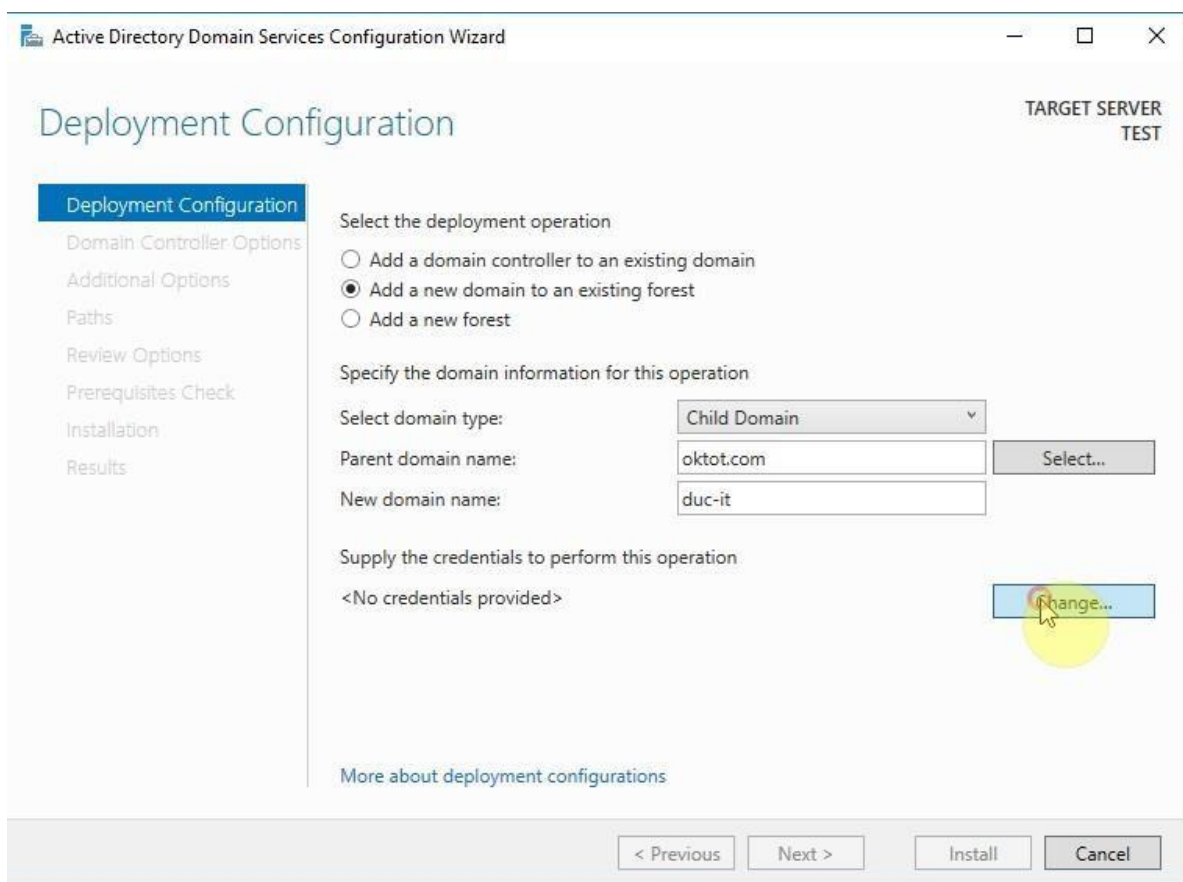 Active Directory Domain Services Configuration Wizard
Deployment Configuration
TARGET SERVER
TEST
Deployment Configuration
Domain Controller Options
Additional Options
Paths
Review Options
Prerequisites Check
Installation
Results
Select the deployment operation
Add a domain controller to an existing domain
Add a new domain to an existing forest
Add a new forest
Specify the domain information for this operation
Select domain type: Child Domain
Parent domain name: oktot.com Select...
New domain name: duc-it
Supply the credentials to perform this operation
<No credentials provided> Change...
More about deployment configurations
< Previous Next > Install Cancel